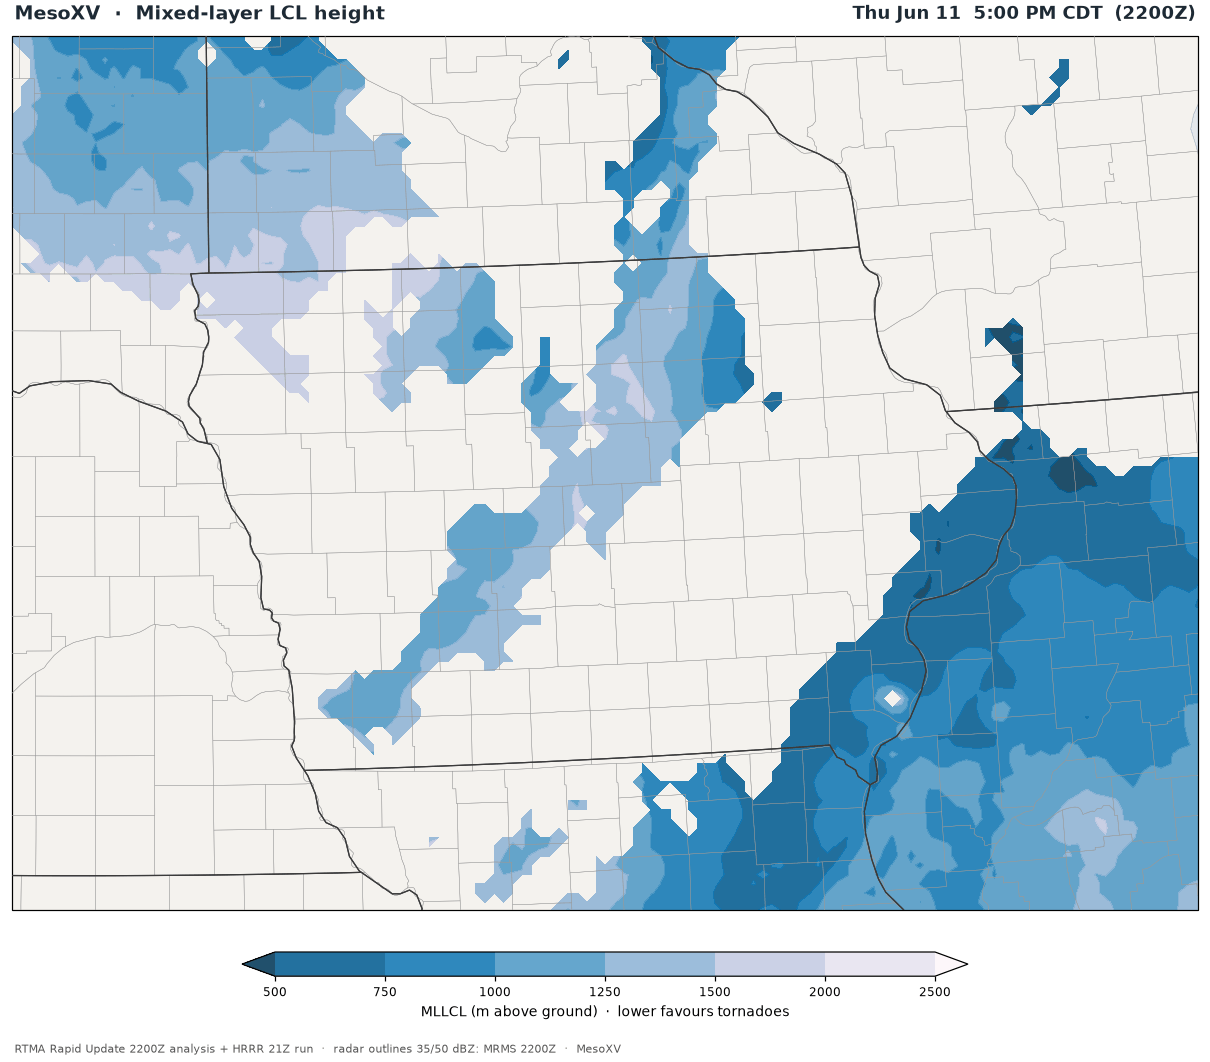 MesoXV · Mixed-layer LCL height
Thu Jun 11 5:00 PM CDT (2200Z)
500 750 1000 1250 1500 2000 2500
MLLCL (m above ground) · lower favours tornadoes
RTMA Rapid Update 2200Z analysis + HRRR 21Z run · radar outlines 35/50 dBZ: MRMS 2200Z · MesoXV